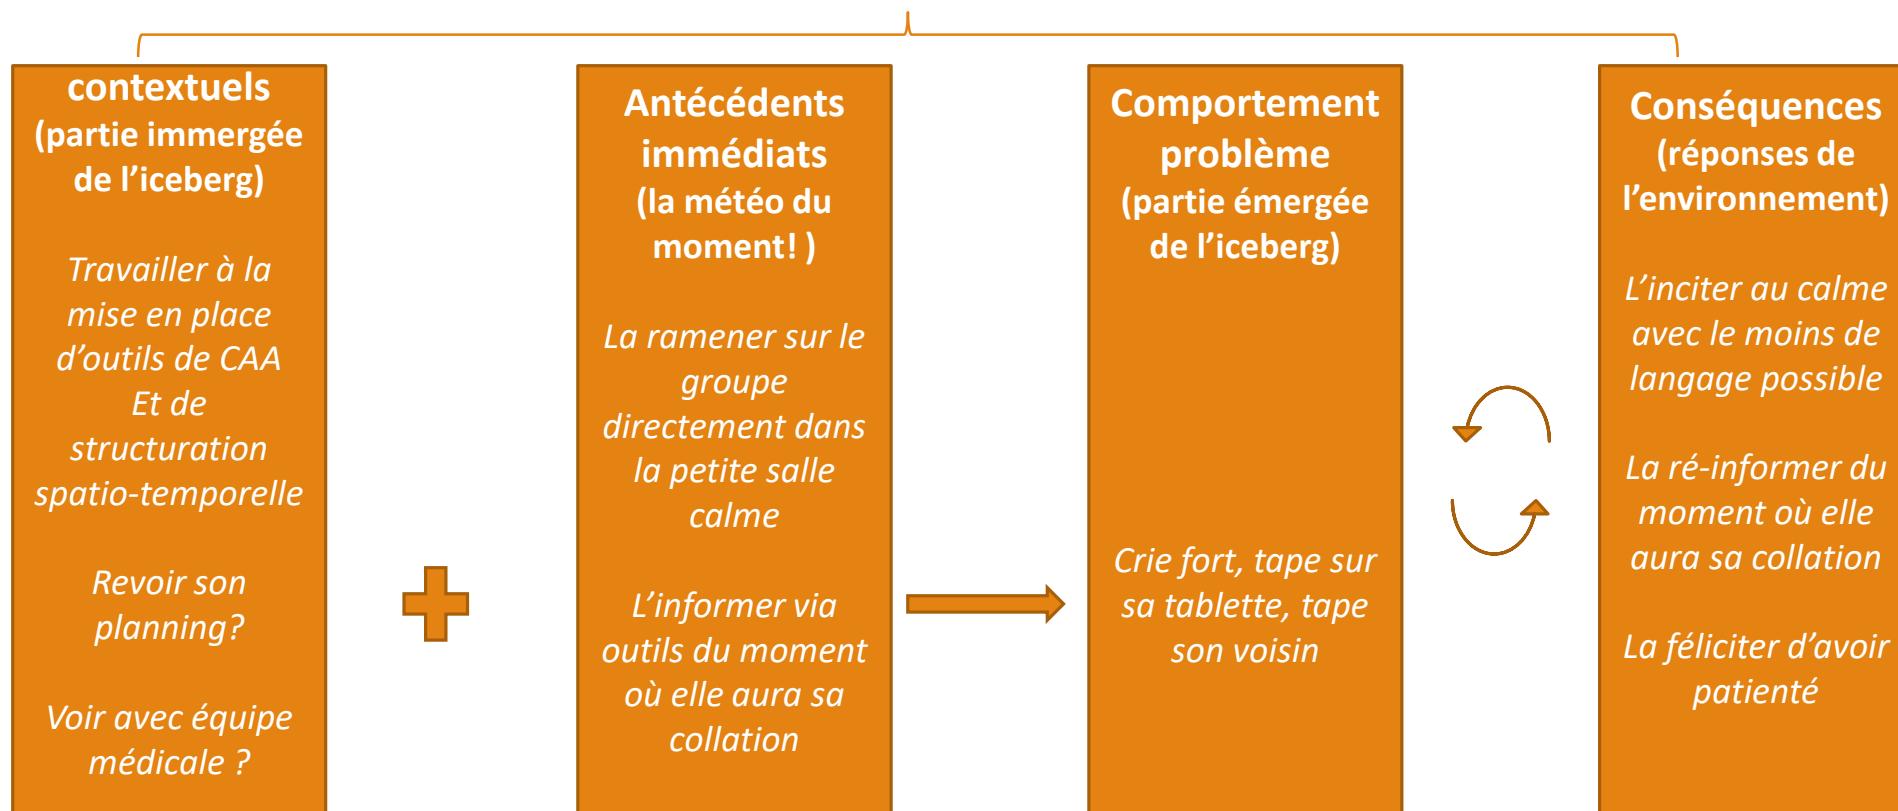 contextuels
(partie immergée
de l’iceberg)
Travailler à la
mise en place
d’outils de CAA
Et de
structuration
spatio-temporelle
Revoir son
planning?
Voir avec équipe
médicale ?
Antécédents
immédiats
(la météo du
moment! )
La ramener sur le
groupe
directement dans
la petite salle
calme
L’informer via
outils du moment
où elle aura sa
collation
Comportement
problème
(partie émergée
de l’iceberg)
Crie fort, tape sur
sa tablette, tape
son voisin
Conséquences
(réponses de
l’environnement)
L’inciter au calme
avec le moins de
langage possible
La ré-informer du
moment où elle
aura sa collation
La féliciter d’avoir
patienté